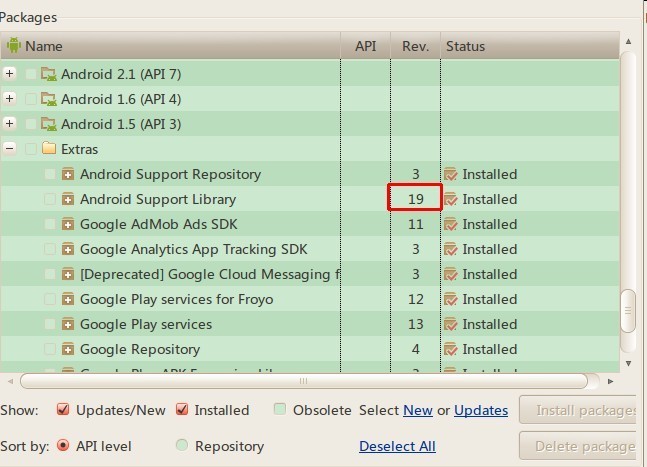 Packages
Name API Rev. Status
Android 2.1 (API 7)
Android 1.6 (API 4)
Android 1.5 (API 3)
Extras
Android Support Repository 3 Installed
Android Support Library 19 Installed
Google AdMob Ads SDK 11 Installed
Google Analytics App Tracking SDK 3 Installed
[Deprecated] Google Cloud Messaging f 3 Installed
Google Play services for Froyo 12 Installed
Google Play services 13 Installed
Google Repository 4 Installed
Show: Updates/New Installed Obsolete Select New or Updates Install packages
Sort by: API level Repository Deselect All Delete package